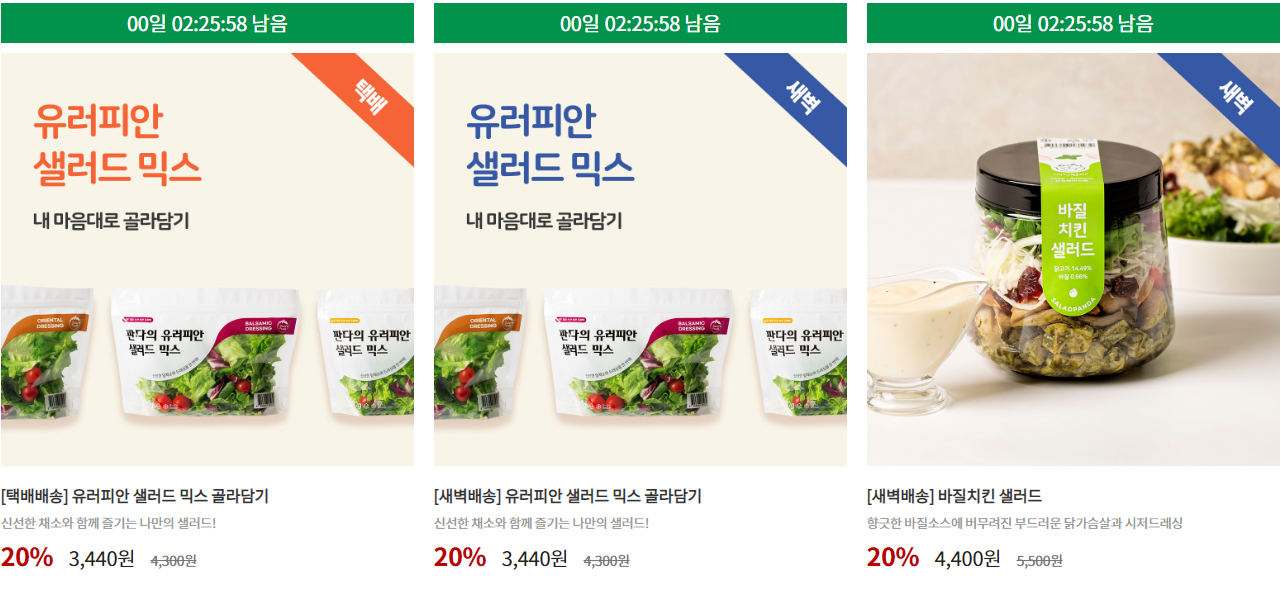 00일 02:25:58 남음
택배
유러피안
샐러드 믹스
내 마음대로 골라담기
ORIENTAL
DRESSING
BALSAMIC
DRESSING
판다의 유러피안
샐러드 믹스
판다의 유러피안
샐러드 믹스
[택배배송] 유러피안 샐러드 믹스 골라담기
신선한 채소와 함께 즐기는 나만의 샐러드!
20% 3,440원 4,300원
00일 02:25:58 남음
새벽
유러피안
샐러드 믹스
내 마음대로 골라담기
ORIENTAL
DRESSING
BALSAMIC
DRESSING
판다의 유러피안
샐러드 믹스
판다의 유러피안
샐러드 믹스
[새벽배송] 유러피안 샐러드 믹스 골라담기
신선한 채소와 함께 즐기는 나만의 샐러드!
20% 3,440원 4,300원
00일 02:25:58 남음
새벽
바질
치킨
샐러드
닭고기 14.49%
바질 0.66%
SALADPANDA
[새벽배송] 바질치킨 샐러드
향긋한 바질소스에 버무려진 부드러운 닭가슴살과 시저드레싱
20% 4,400원 5,500원